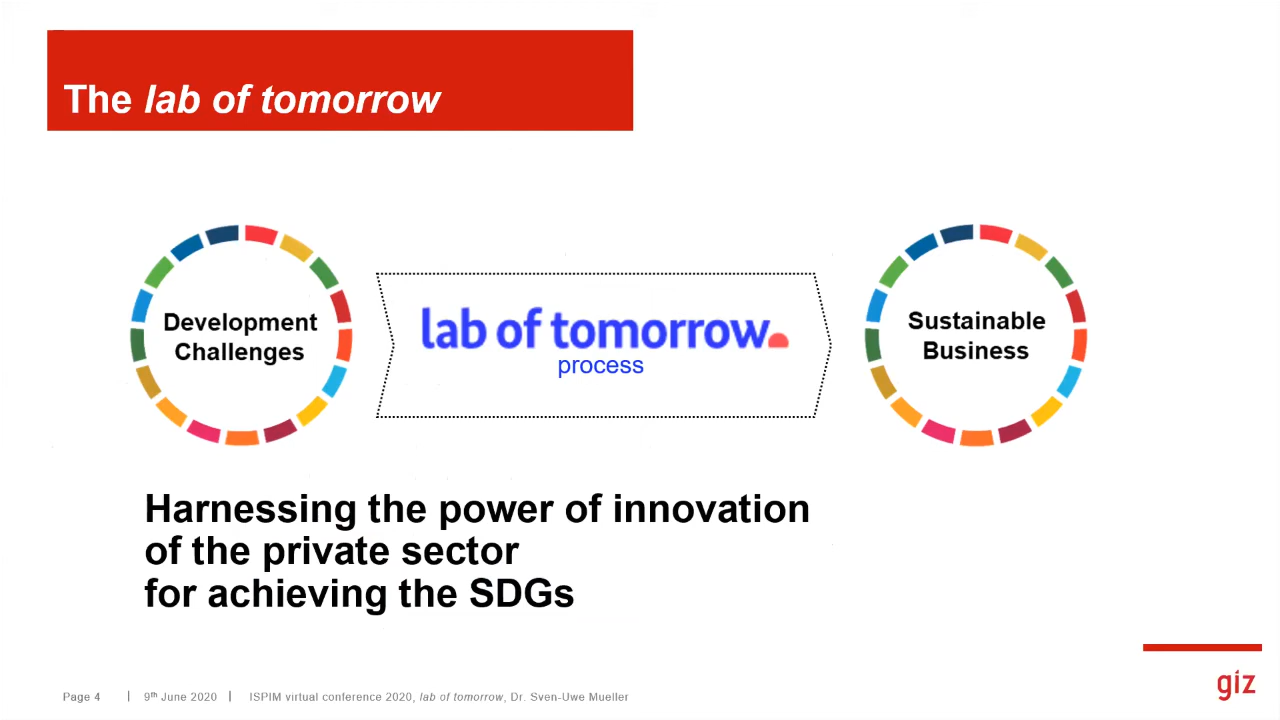 The lab of tomorrow
Development
Challenges
lab of tomorrow.
process
Sustainable
Business
Harnessing the power of innovation
of the private sector
for achieving the SDGs
giz
Page 4 | 9th June 2020 | ISPIM virtual conference 2020, lab of tomorrow, Dr. Sven-Uwe Mueller